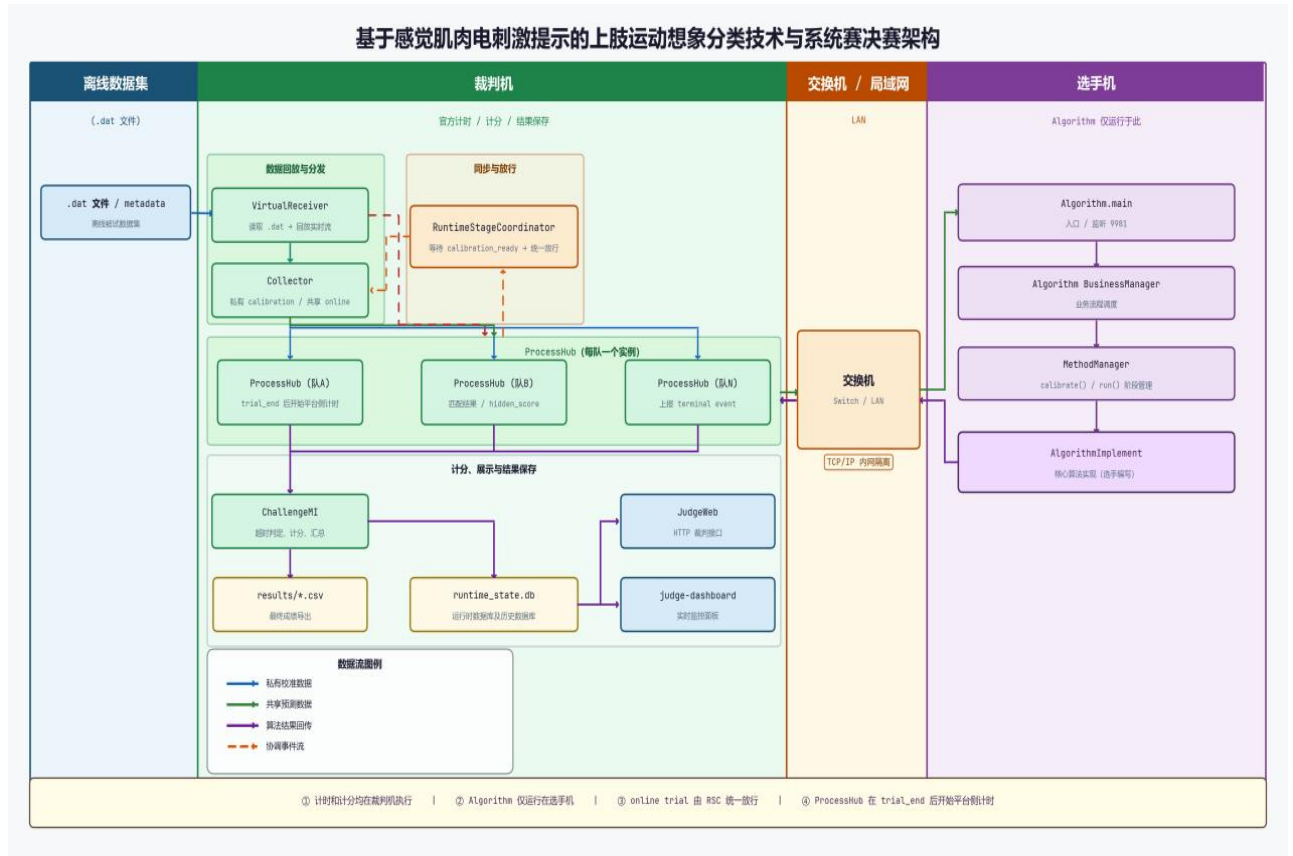 基于感觉肌肉电刺激提示的上肢运动想象分类技术与系统赛决赛架构
离线数据集
裁判机
交换机 / 局域网
选手机
(.dat 文件)
官方计时 / 计分 / 结果保存
LAN
Algorithm 仅运行于此
数据回放与分发
同步与放行
.dat 文件 / metadata
离线被试数据集
VirtualReceiver
读取 .dat + 回放实时流
RuntimeStageCoordinator
等待 calibration_ready + 统一放行
Collector
私有 calibration / 共享 online
Algorithm.main
入口 / 监听 9981
Algorithm BusinessManager
业务流程调度
MethodManager
calibrate() / run() 阶段管理
AlgorithmImplement
核心算法实现 (选手编写)
ProcessHub (每队一个实例)
ProcessHub (队A)
trial_end 后开始平台侧计时
ProcessHub (队B)
匹配结果 / hidden_score
ProcessHub (队N)
上报 terminal event
交换机
Switch / LAN
TCP/IP 内网隔离
计分、展示与结果保存
ChallengeMI
超时判定、计分、汇总
JudgeWeb
HTTP 裁判接口
results/*.csv
最终成绩导出
runtime_state.db
运行时数据库及历史数据库
judge-dashboard
实时监控面板
数据流图例
私有校准数据
共享预测数据
算法结果回传
协调事件流
① 计时和计分均在裁判机执行 | ② Algorithm 仅运行在选手机 | ③ online trial 由 RSC 统一放行 | ④ ProcessHub 在 trial_end 后开始平台侧计时